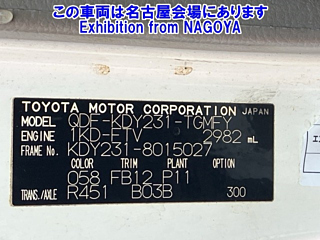 この車両は名古屋会場にあります
Exhibition from NAGOYA
TOYOTA MOTOR CORPORATION JAPAN
MODEL QDF-KDY231-TGMFY
ENGINE 1KD-FTV 2982 mL
FRAME No. KDY231-8015027
COLOR TRIM PLANT OPTION
058 FB12 P11
TRANS./AXLE R451 B03B 300